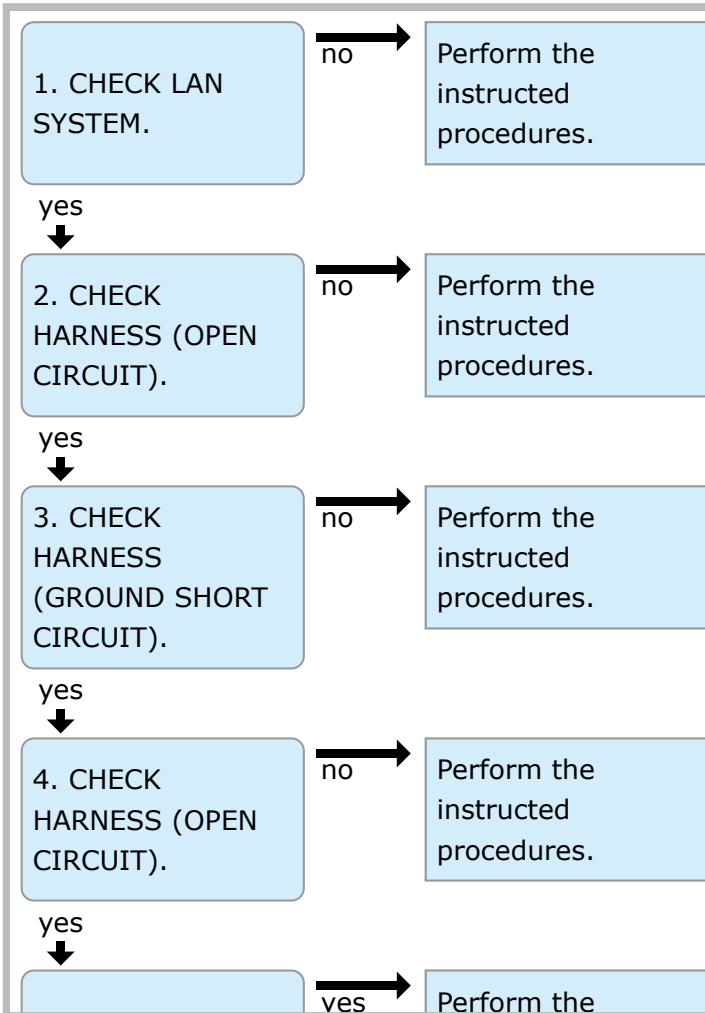 1. CHECK LAN
SYSTEM.
no
Perform the
instructed
procedures.
yes
2. CHECK
HARNESS (OPEN
CIRCUIT).
no
Perform the
instructed
procedures.
yes
3. CHECK
HARNESS
(GROUND SHORT
CIRCUIT).
no
Perform the
instructed
procedures.
yes
4. CHECK
HARNESS (OPEN
CIRCUIT).
no
Perform the
instructed
procedures.
yes
yes
Perform the